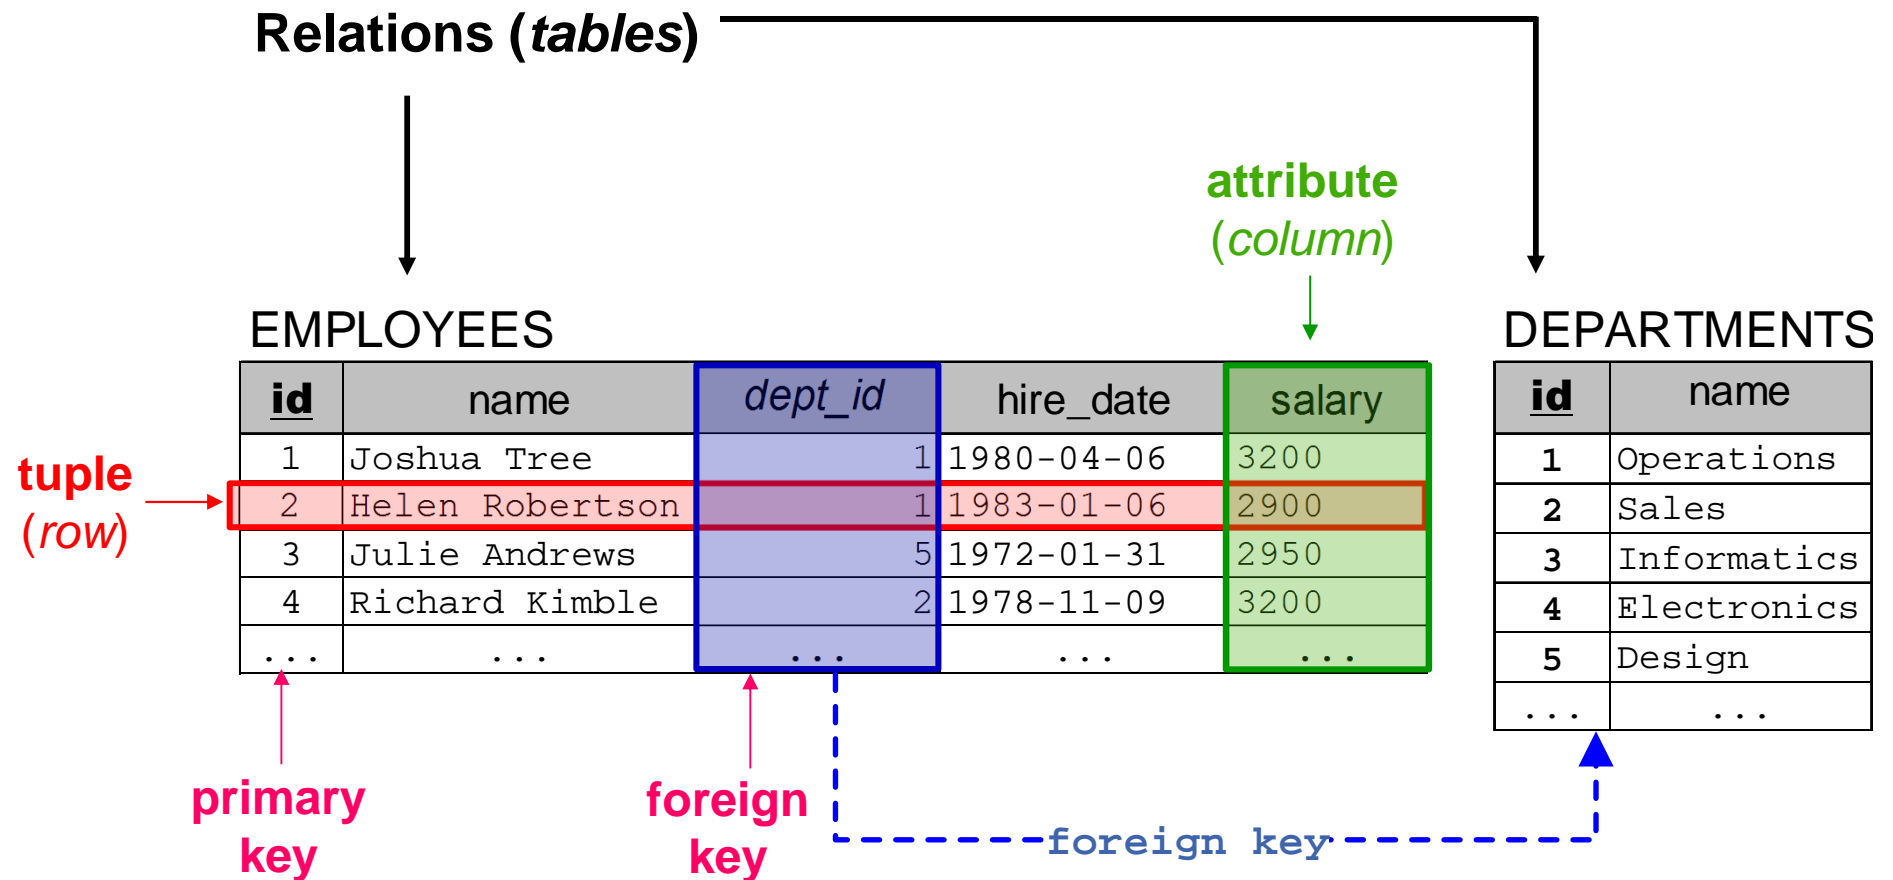 Relations (tables)
attribute
(column)
EMPLOYEES
id name dept_id hire_date salary
1 Joshua Tree 1 1980-04-06 3200
2 Helen Robertson 1 1983-01-06 2900
3 Julie Andrews 5 1972-01-31 2950
4 Richard Kimble 2 1978-11-09 3200
... ... ... ... ...
DEPARTMENTS
id name
1 Operations
2 Sales
3 Informatics
4 Electronics
5 Design
... ...
tuple
(row)
primary
key
foreign
key
foreign key